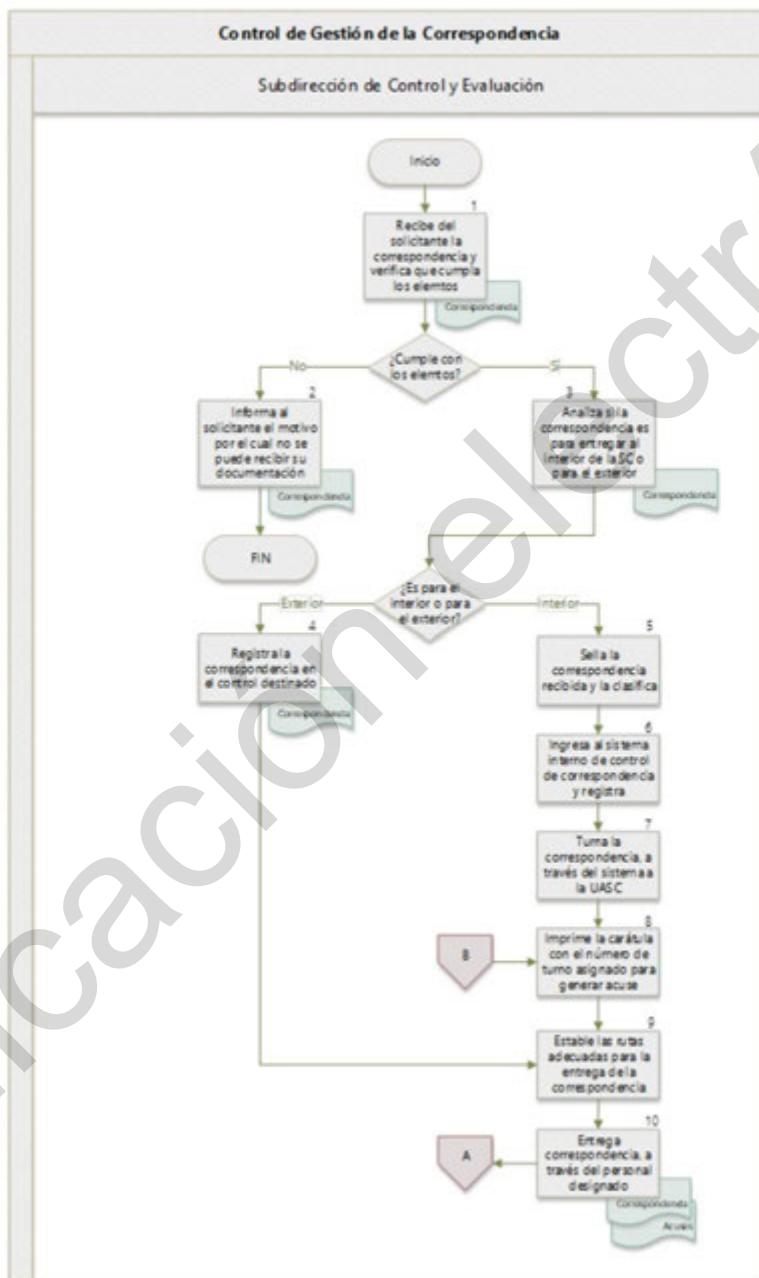 Control de Gestión de la Correspondencia
Subdirección de Control y Evaluación
Inicio
1
Recibe del
solicitante la
correspondencia y
verifica que cumpla
los elemtos
Correspondencia
¿Cumple con
los elemtos?
No
Sí
2
Informa al
solicitante el motivo
por el cual no se
puede recibir su
documentación
Correspondencia
3
Analiza si la
correspondencia es
para entregar al
interior de la SC o
para el exterior
Correspondencia
FIN
¿Es para el
interior o para
el exterior?
Exterior
Interior
4
Registra la
correspondencia en
el control destinado
Correspondencia
5
Sella la
correspondencia
recibida y la clasifica
6
Ingresa al sistema
interno de control
de correspondencia
y registra
7
Turna la
correspondencia, a
través del sistema a
la UASC
8
Imprime la carátula
con el número de
turno asignado para
generar acuse
B
9
Estable las rutas
adecuadas para la
entrega de la
correspondencia
10
Entrega
correspondencia, a
través del personal
designado
A
Correspondencia
Acuses